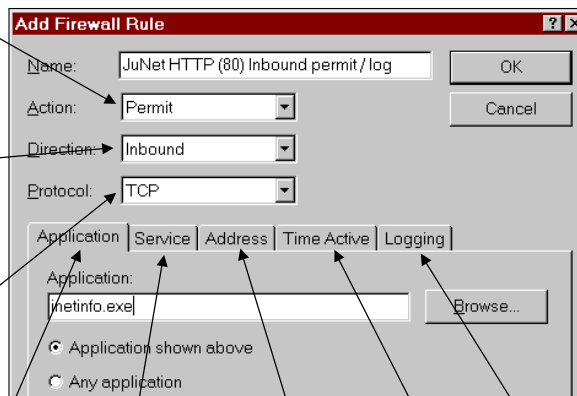 Add Firewall Rule
Name: JuNet HTTP (80) Inbound permit / log OK
Action: Permit Cancel
Direction: Inbound
Protocol: TCP
Application Service Address Time Active Logging
Application:
inetinfo.exe Browse...
Application shown above
Any application